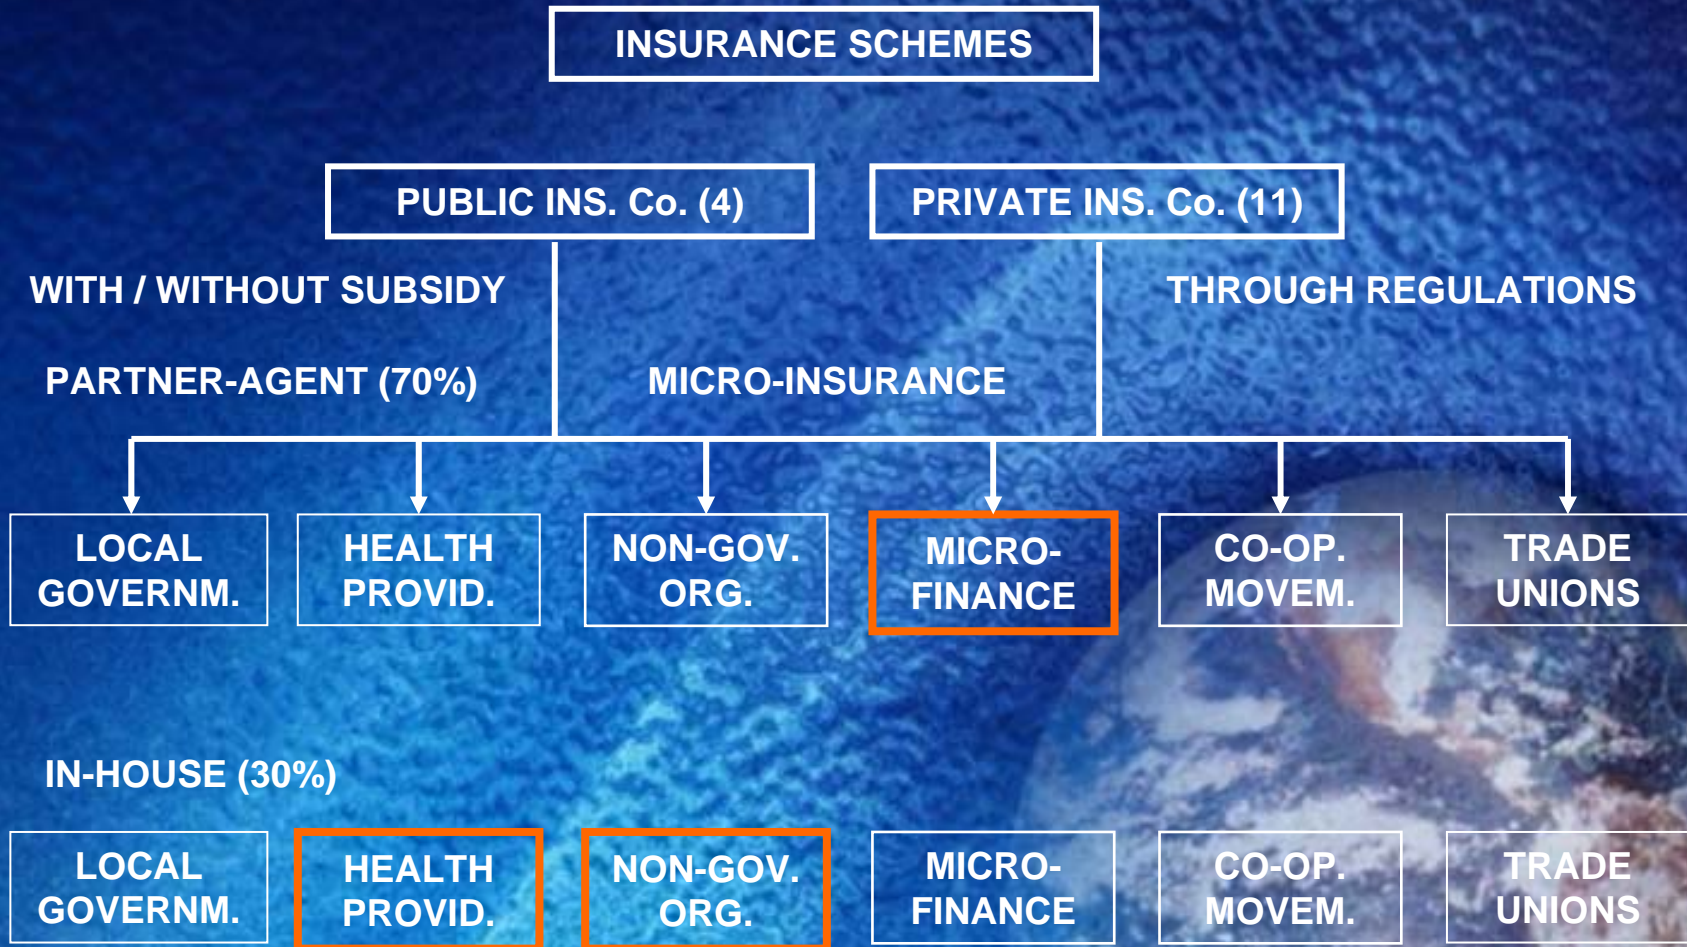 INSURANCE SCHEMES
PUBLIC INS. Co. (4)
PRIVATE INS. Co. (11)
WITH / WITHOUT SUBSIDY
THROUGH REGULATIONS
PARTNER-AGENT (70%)
MICRO-INSURANCE
LOCAL
GOVERNM.
HEALTH
PROVID.
NON-GOV.
ORG.
MICRO-
FINANCE
CO-OP.
MOVEM.
TRADE
UNIONS
IN-HOUSE (30%)
LOCAL
GOVERNM.
HEALTH
PROVID.
NON-GOV.
ORG.
MICRO-
FINANCE
CO-OP.
MOVEM.
TRADE
UNIONS